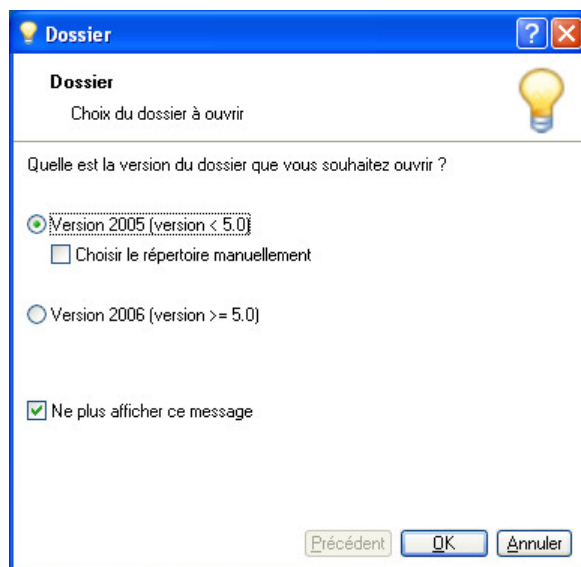 Dossier
Dossier
Choix du dossier à ouvrir
Quelle est la version du dossier que vous souhaitez ouvrir ?
Version 2005 (version < 5.0)
Choisir le répertoire manuellement
Version 2006 (version >= 5.0)
Ne plus afficher ce message
Précédent OK Annuler